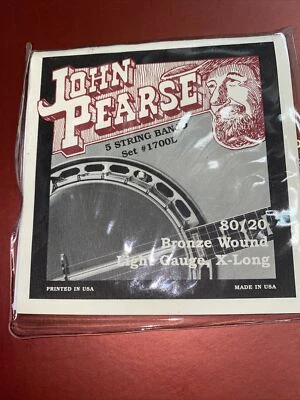 JOHN
PEARSE
5 STRING BANJO
Set #1700L
80/20
Bronze Wound
Light Gauge, X-Long
PRINTED IN USA
MADE IN USA